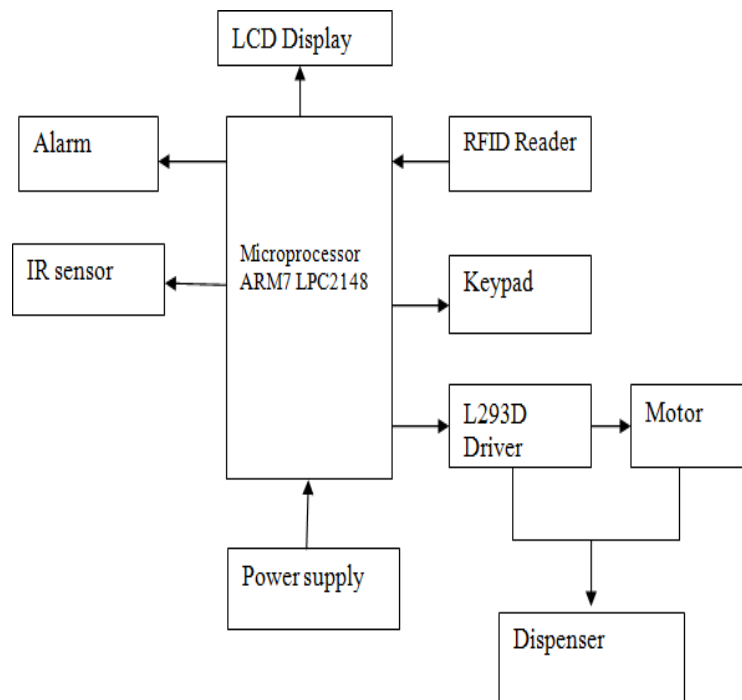 LCD Display
Alarm
RFID Reader
Microprocessor
ARM7 LPC2148
IR sensor
Keypad
L293D
Driver
Motor
Power supply
Dispenser